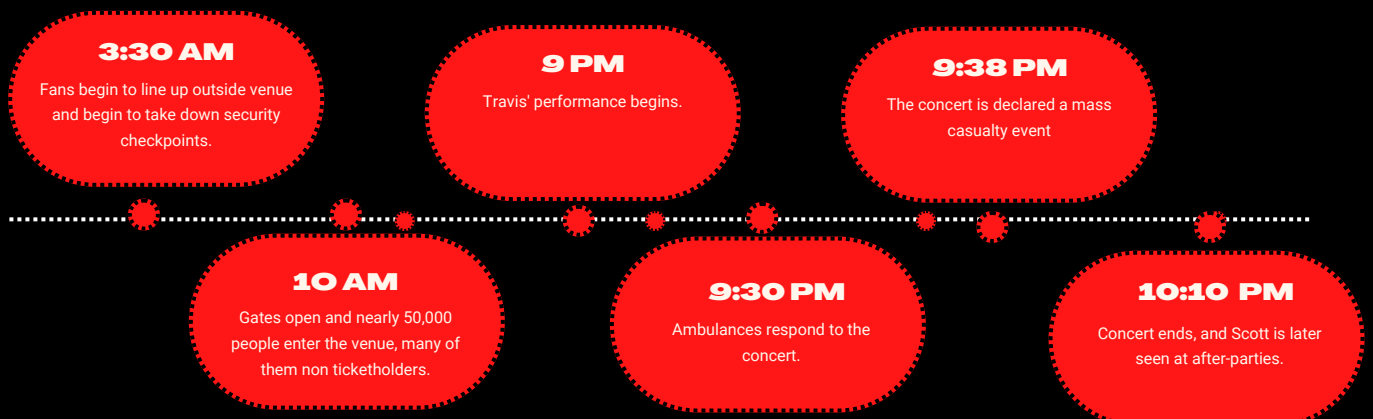 3:30 AM
Fans begin to line up outside venue
and begin to take down security
checkpoints.
10 AM
Gates open and nearly 50,000
people enter the venue, many of
them non ticketholders.
9 PM
Travis' performance begins.
9:30 PM
Ambulances respond to the
concert.
9:38 PM
The concert is declared a mass
casualty event
10:10 PM
Concert ends, and Scott is later
seen at after-parties.